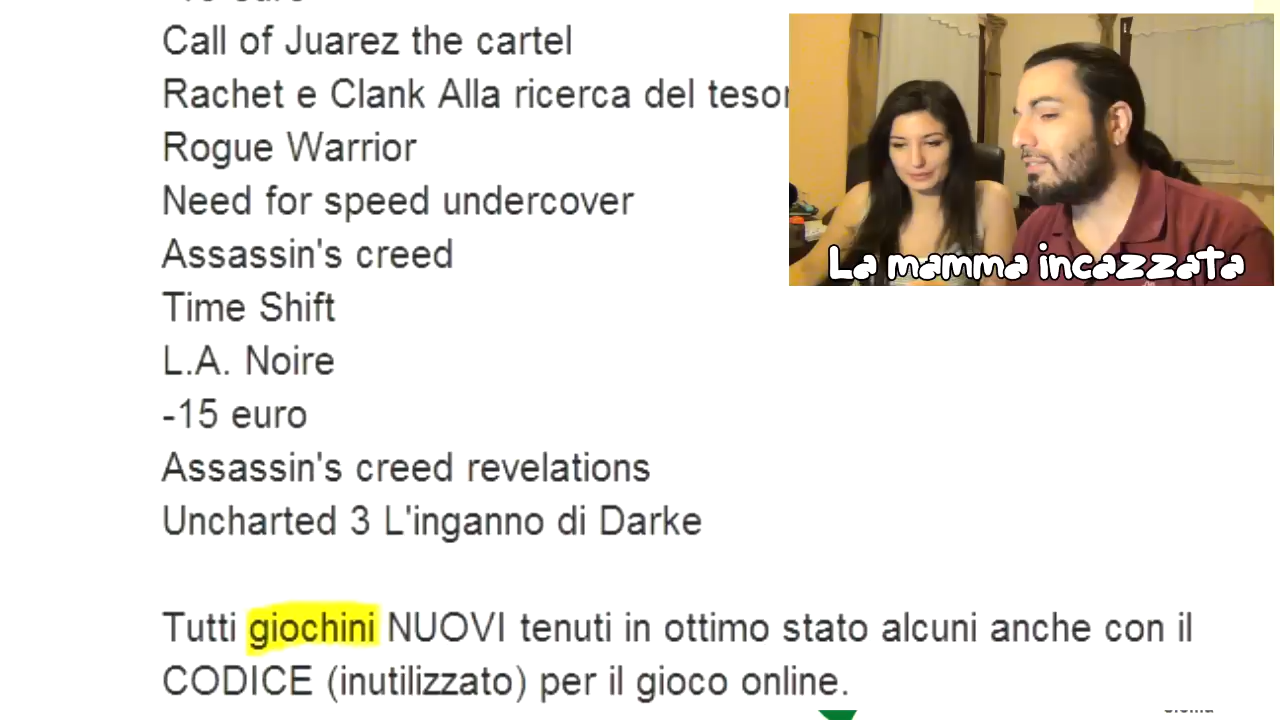 Call of Juarez the cartel
Rachet e Clank Alla ricerca del tesor
Rogue Warrior
Need for speed undercover
Assassin's creed
Time Shift
L.A. Noire
-15 euro
Assassin's creed revelations
Uncharted 3 L'inganno di Darke
Tutti giochini NUOVI tenuti in ottimo stato alcuni anche con il
CODICE (inutilizzato) per il gioco online.
La mamma incazzata